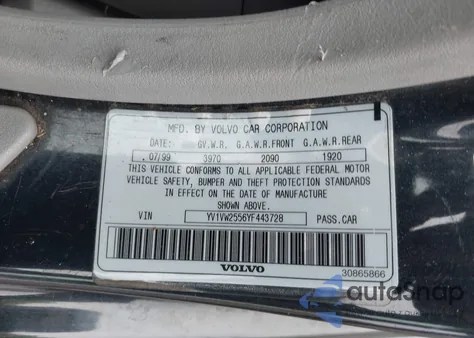 MFD. BY VOLVO CAR CORPORATION
DATE: G.V.W.R. G.A.W.R.FRONT G.A.W.R.REAR
07/99 3970 2090 1920
THIS VEHICLE CONFORMS TO ALL APPLICABLE FEDERAL MOTOR
VEHICLE SAFETY, BUMPER AND THEFT PROTECTION STANDARDS
IN EFFECT ON THE DATE OF MANUFACTURE
SHOWN ABOVE.
VIN YV1VW2556YF443728 PASS.CAR
VOLVO
30865866
autoSnap